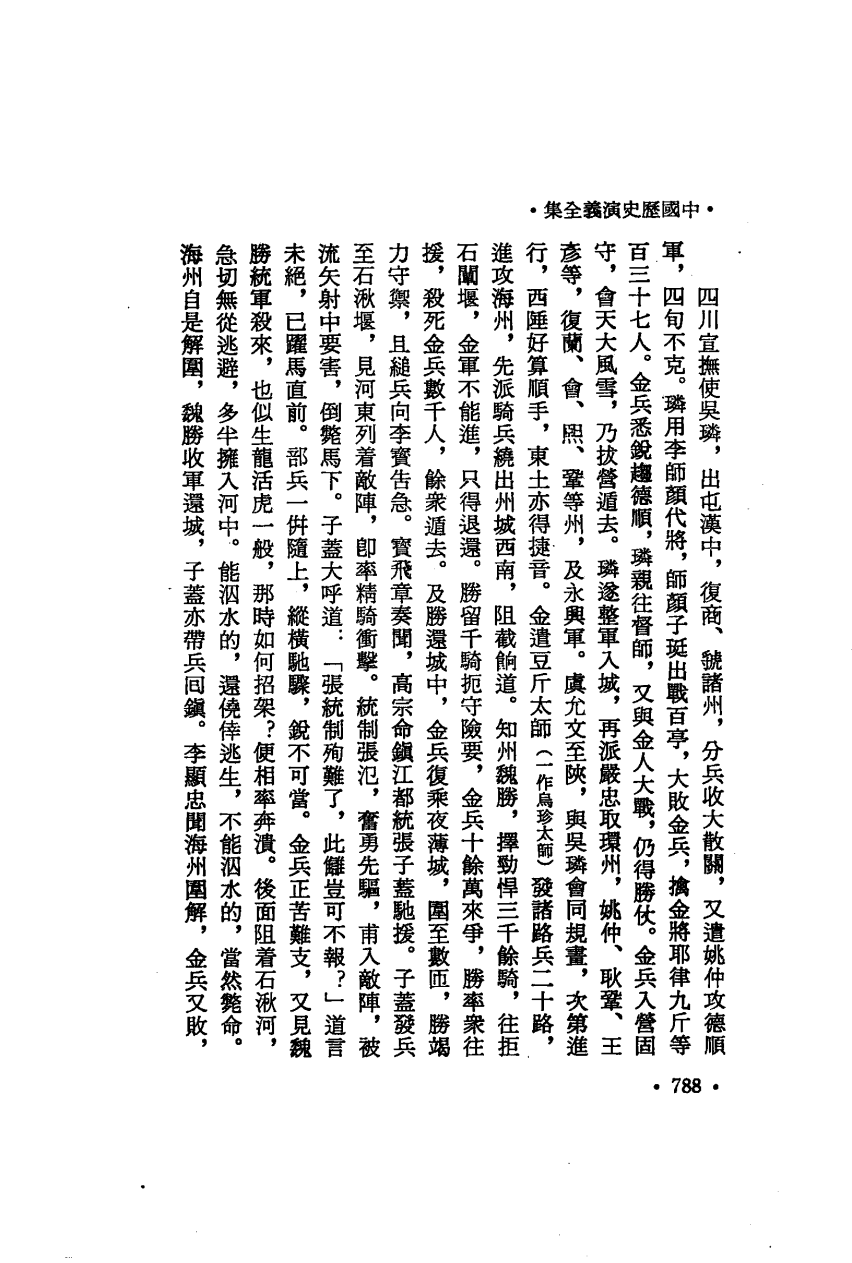 •中國歷史演義全集•
四川宣撫使吳璘，出屯漢中，復商、虢諸州，分兵收大散關，又遣姚仲攻德順
軍，四旬不克。璘用李師顏代將，師顏子珽出戰百亭，大敗金兵，擒金將耶律九斤等
百三十七人。金兵悉銳趨德順，璘親往督師，又與金人大戰，仍得勝仗。金兵入營固
守，會天大風雪，乃拔營遁去。璘遂整軍入城，再派嚴忠取環州，姚仲、耿鞏、王
彥等，復蘭、會、熙、鞏等州，及永興軍。虞允文至陝，與吳璘會同規畫，次第進
行，西陲好算順手，東土亦得捷音。金遣豆斤太師（一作烏珍太師）發諸路兵二十路，
進攻海州，先派騎兵繞出州城西南，阻截餉道。知州魏勝，擇勁悍三千餘騎，往拒
石闥堰，金軍不能進，只得退還。勝留千騎扼守險要，金兵十餘萬來爭，勝率衆往
援，殺死金兵數千人，餘衆遁去。及勝還城中，金兵復乘夜薄城，圍至數匝，勝竭
力守禦，且縋兵向李寶告急。寶飛章奏聞，高宗命鎭江都統張子蓋馳援。子蓋發兵
至石湫堰，見河東列着敵陣，卽率精騎衝擊。統制張氾，奮勇先驅，甫入敵陣，被
流矢射中要害，倒斃馬下。子蓋大呼道：「張統制殉難了，此讎豈可不報？」道言
未絕，已躍馬直前。部兵一併隨上，縱橫馳驟，銳不可當。金兵正苦難支，又見魏
勝統軍殺來，也似生龍活虎一般，那時如何招架？便相率奔潰。後面阻着石湫河，
急切無從逃避，多半擁入河中。能泅水的，還僥倖逃生，不能泅水的，當然斃命。
海州自是解圍，魏勝收軍還城，子蓋亦帶兵回鎭。李顯忠聞海州圍解，金兵又敗，
•788•